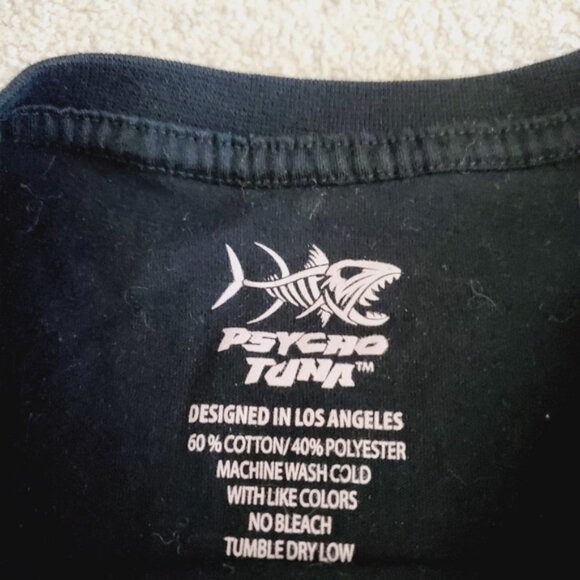 PSYCHO
TUNA™
DESIGNED IN LOS ANGELES
60 % COTTON/ 40% POLYESTER
MACHINE WASH COLD
WITH LIKE COLORS
NO BLEACH
TUMBLE DRY LOW